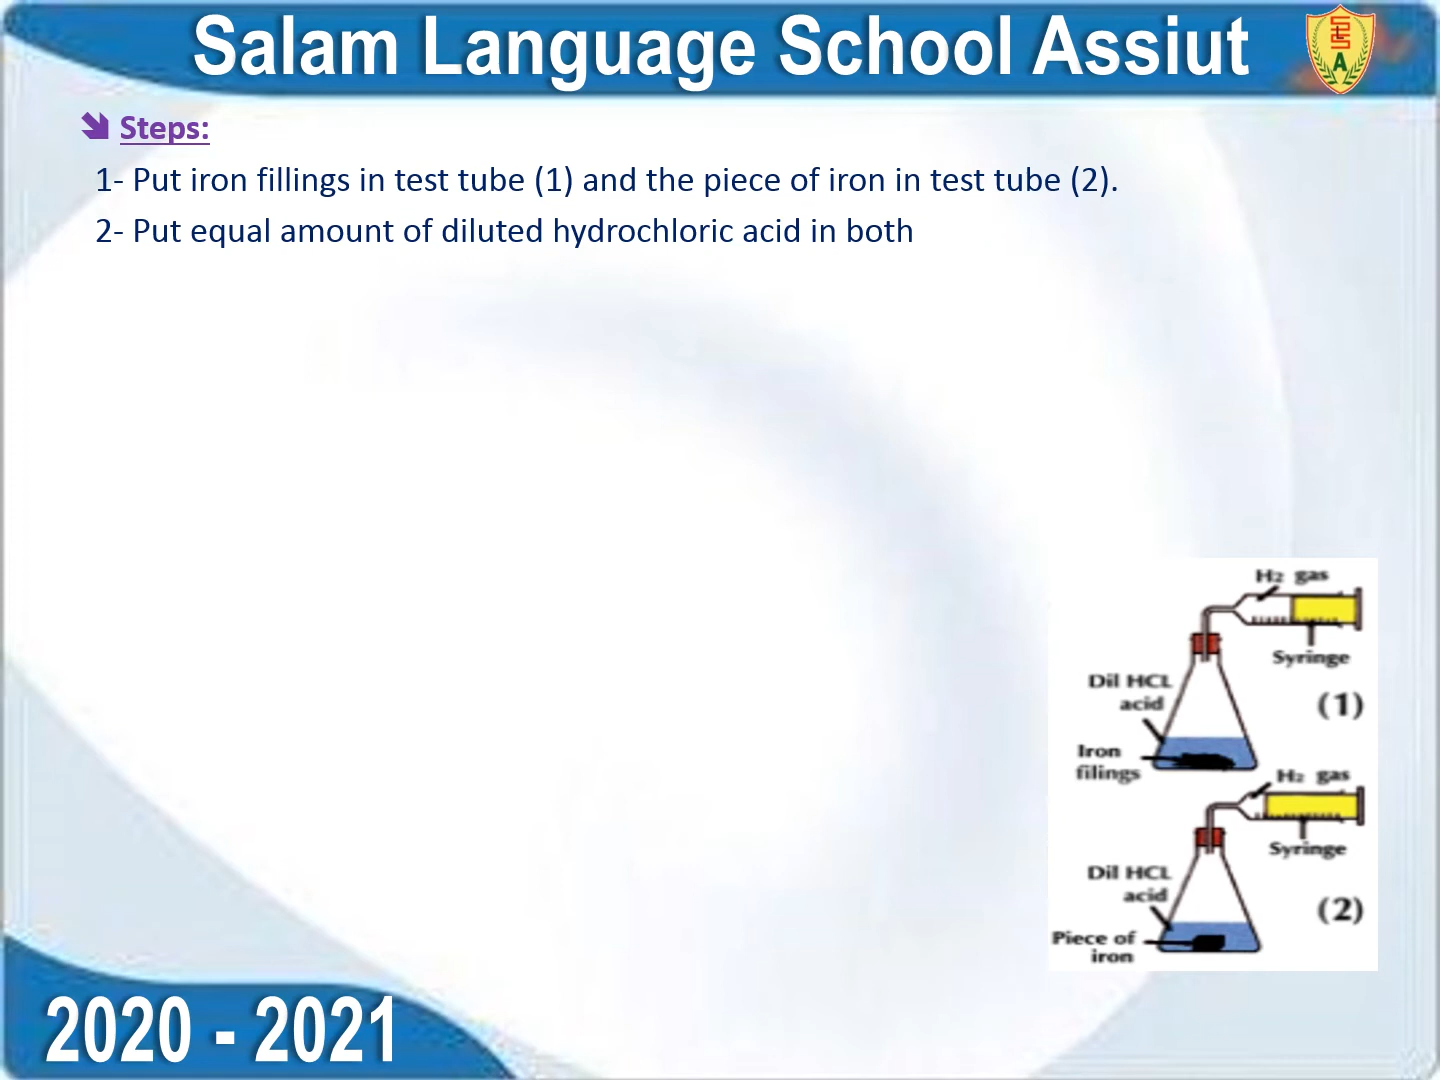 Salam Language School Assiut
Steps:
1- Put iron fillings in test tube (1) and the piece of iron in test tube (2).
2- Put equal amount of diluted hydrochloric acid in both
H2 gas
Syringe
Dil HCL
acid
(1)
Iron
filings
H2 gas
Syringe
Dil HCL
acid
(2)
Piece of
iron
2020 - 2021